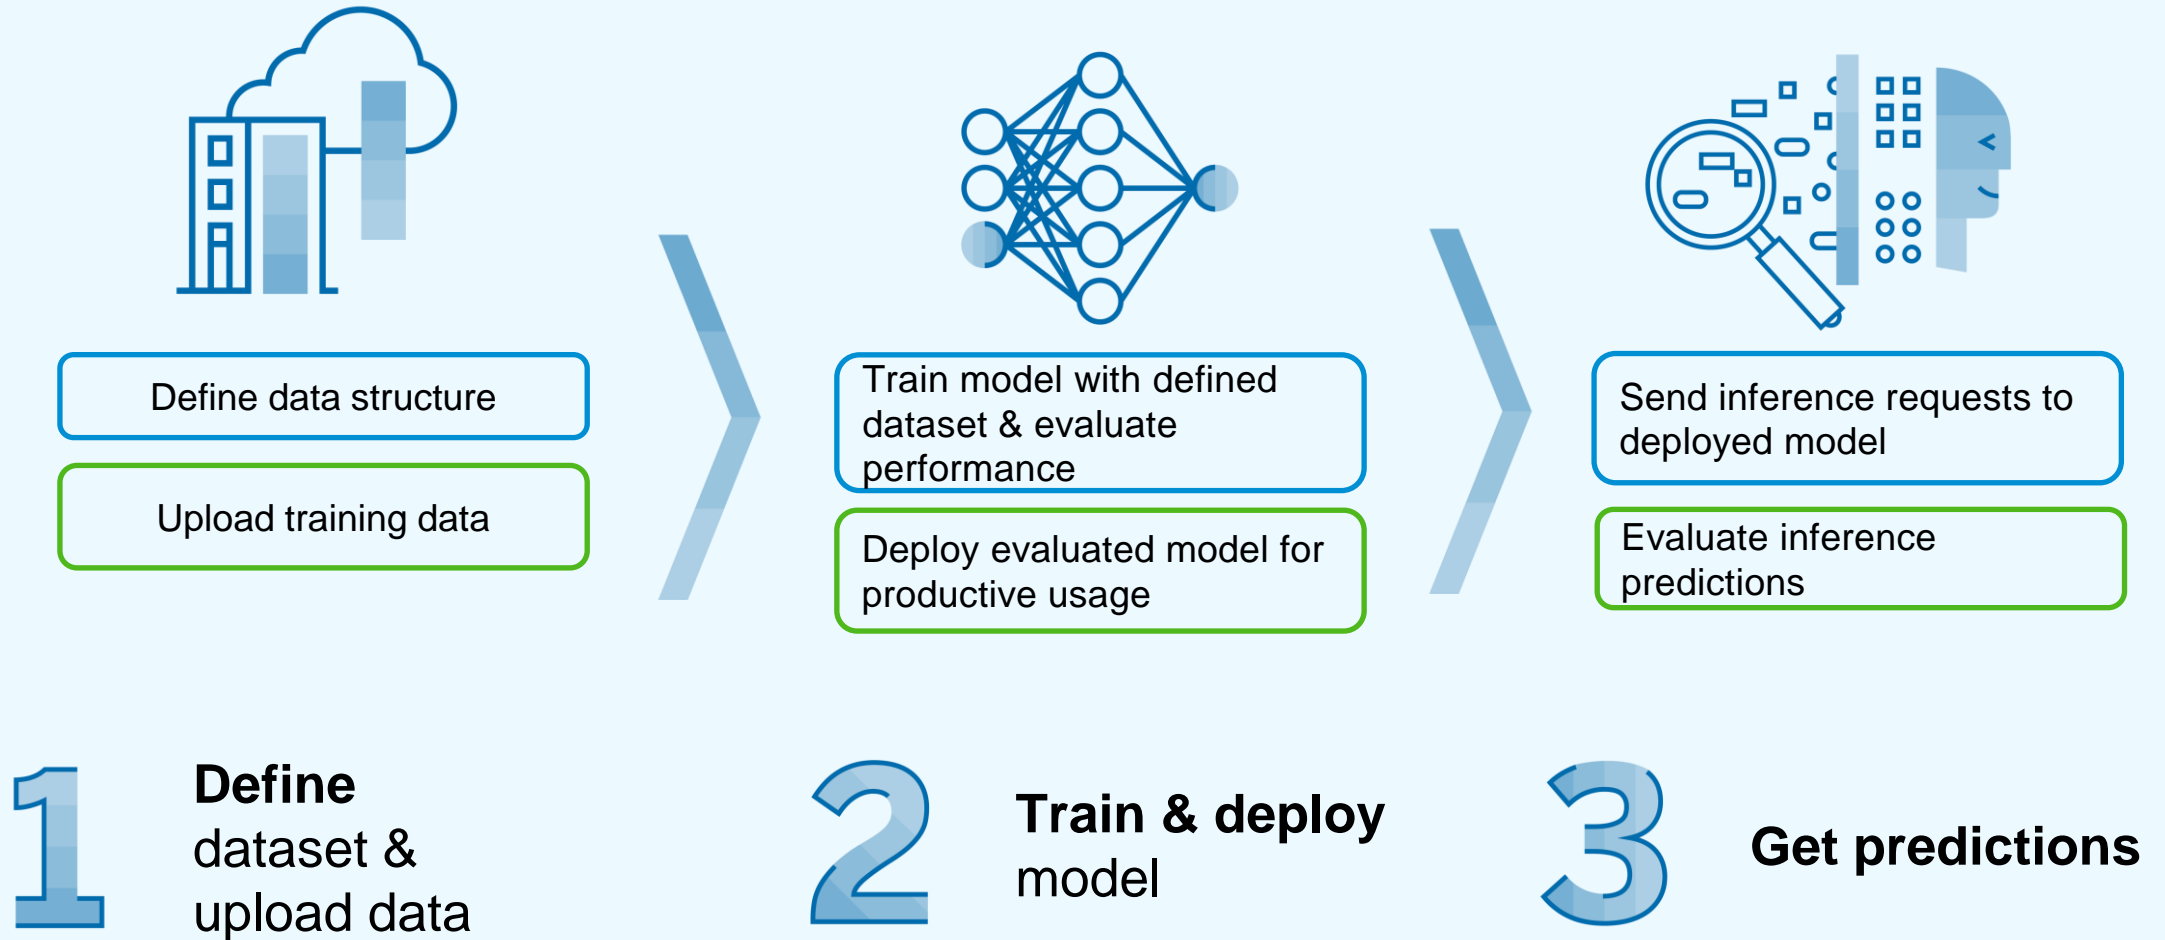 Define data structure
Upload training data
Train model with defined
dataset & evaluate
performance
Deploy evaluated model for
productive usage
Send inference requests to
deployed model
Evaluate inference
predictions
1
Define
dataset &
upload data
2
Train & deploy
model
3
Get predictions